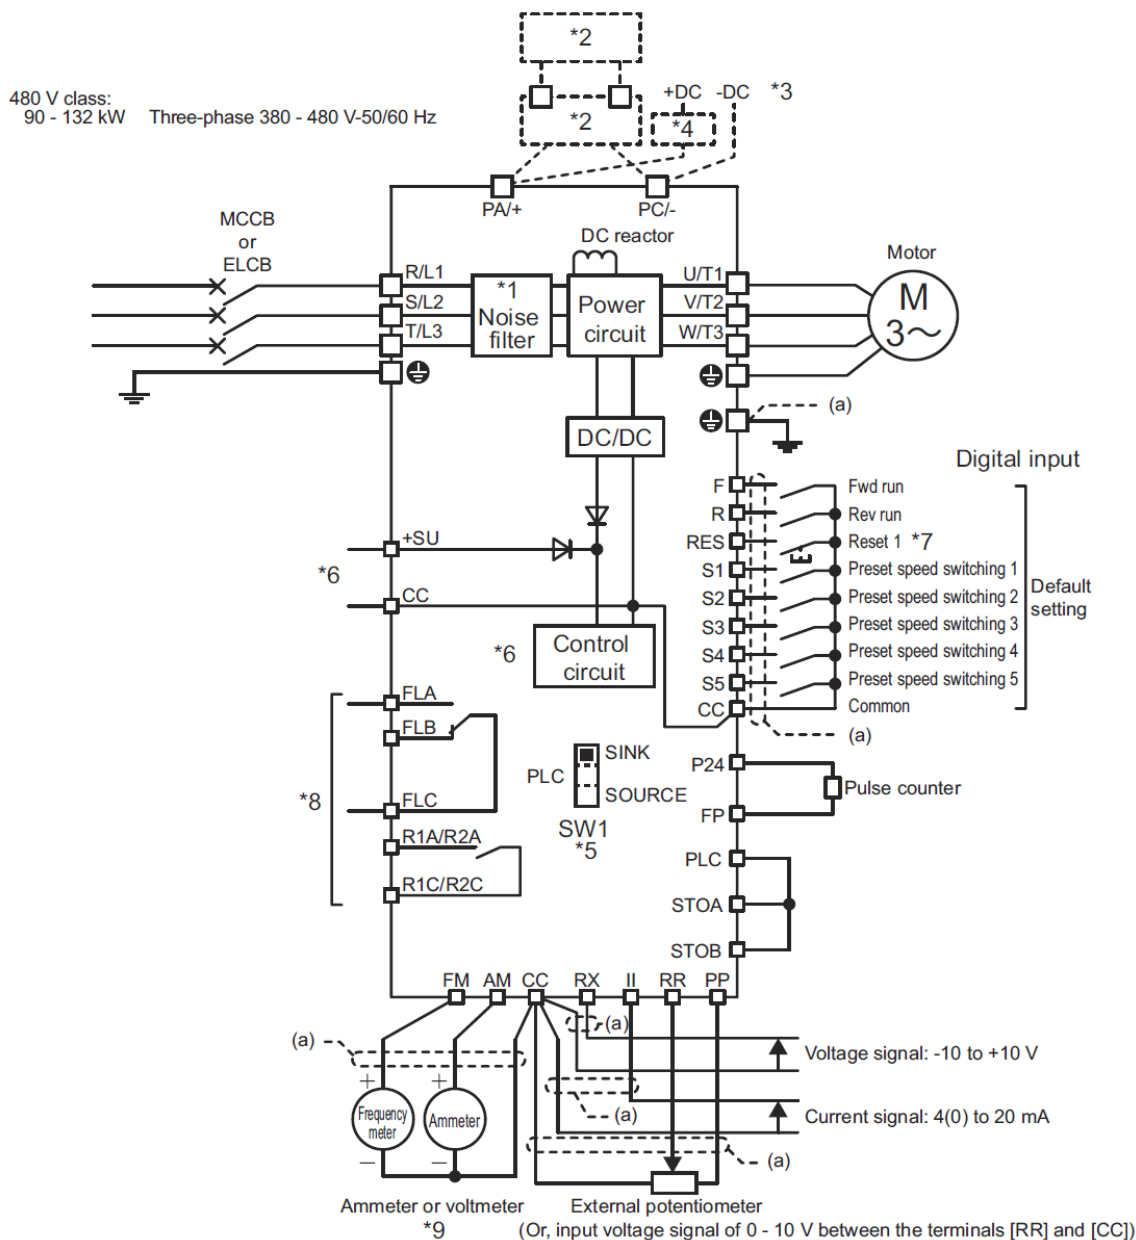 *2
480 V class:
90 - 132 kW Three-phase 380 - 480 V-50/60 Hz
*2
+DC -DC *3
*4
PA/+ PC/-
MCCB
or
ELCB
DC reactor
Motor
R/L1
S/L2
T/L3
*1
Noise
filter
Power
circuit
U/T1
V/T2
W/T3
M
3~
(a)
DC/DC
Digital input
F Fwd run
R Rev run
RES Reset 1 *7
S1 Preset speed switching 1
S2 Preset speed switching 2
S3 Preset speed switching 3
S4 Preset speed switching 4
S5 Preset speed switching 5
CC Common
Default
setting
(a)
+SU
*6
CC
*6
Control
circuit
FLA
FLB
FLC
*8
R1A/R2A
R1C/R2C
SINK
PLC
SOURCE
SW1
*5
P24
Pulse counter
FP
PLC
STOA
STOB
FM AM CC RX II RR PP
(a)
(a)
Voltage signal: -10 to +10 V
(a)
Current signal: 4(0) to 20 mA
(a)
+ +
Frequency
meter
Ammeter
− −
Ammeter or voltmeter
*9
External potentiometer
(Or, input voltage signal of 0 - 10 V between the terminals [RR] and [CC])